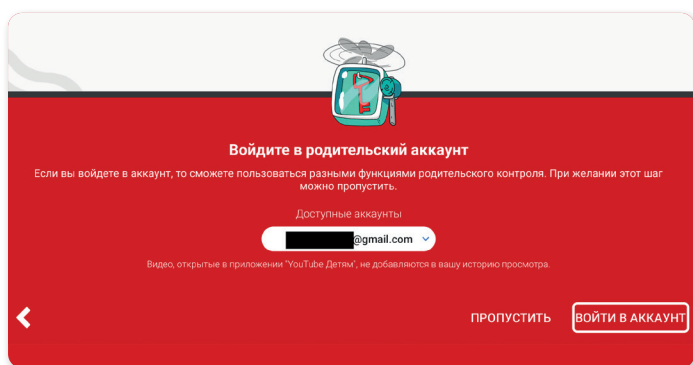 Войдите в родительский аккаунт
Если вы войдете в аккаунт, то сможете пользоваться разными функциями родительского контроля. При желании этот шаг
можно пропустить.
Доступные аккаунты
@gmail.com
Видео, открытые в приложении "YouTube Детям", не добавляются в вашу историю просмотра.
ПРОПУСТИТЬ ВОЙТИ В АККАУНТ